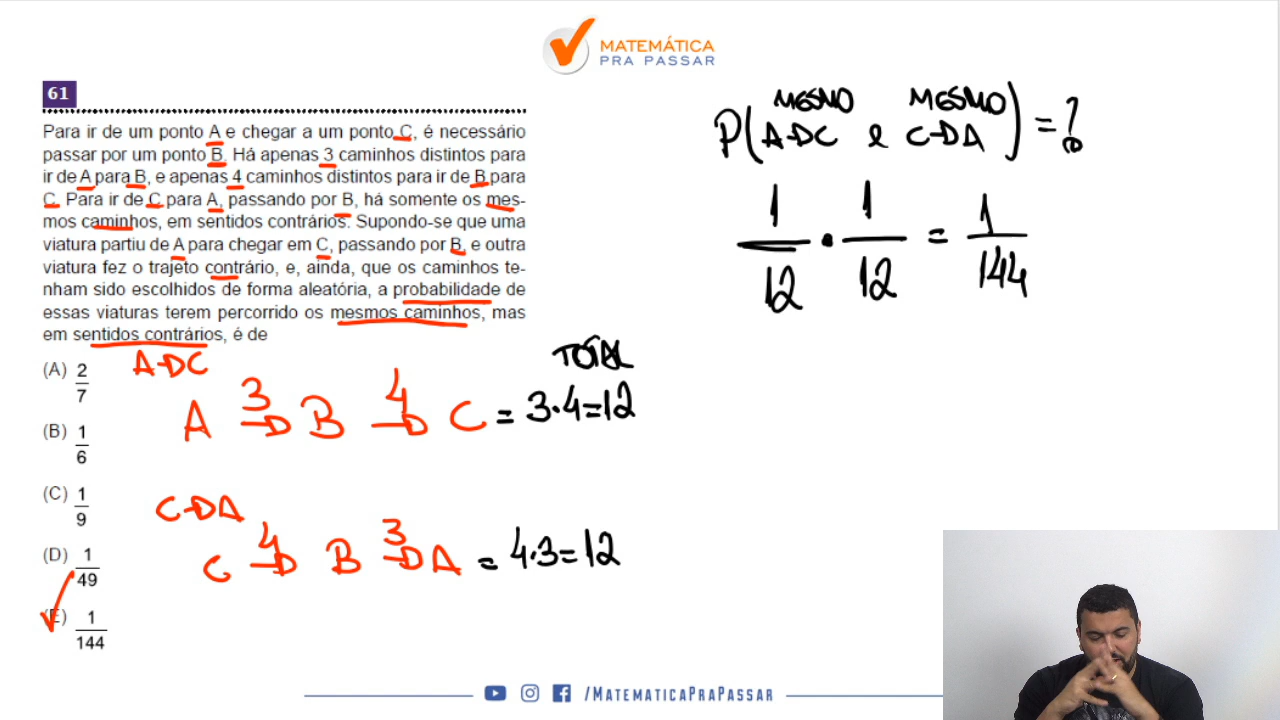 MATEMÁTICA
PRA PASSAR
61
Para ir de um ponto A e chegar a um ponto C, é necessário
passar por um ponto B. Há apenas 3 caminhos distintos para
ir de A para B, e apenas 4 caminhos distintos para ir de B para
C. Para ir de C para A, passando por B, há somente os mes-
mos caminhos, em sentidos contrários. Supondo-se que uma
viatura partiu de A para chegar em C, passando por B, e outra
viatura fez o trajeto contrário, e, ainda, que os caminhos te-
nham sido escolhidos de forma aleatória, a probabilidade de
essas viaturas terem percorrido os mesmos caminhos, mas
em sentidos contrários, é de
(A) 2/7
(B) 1/6
(C) 1/9
(D) 1/49
(E) 1/144
A→C
A 3→ B 4→ C = 3·4=12
TOTAL
C→A
C 4→ B 3→ A = 4·3=12
MESMO MESMO
P(A→C e C→A) = ?
1/12 · 1/12 = 1/144
/MATEMATICAPRAPASSAR